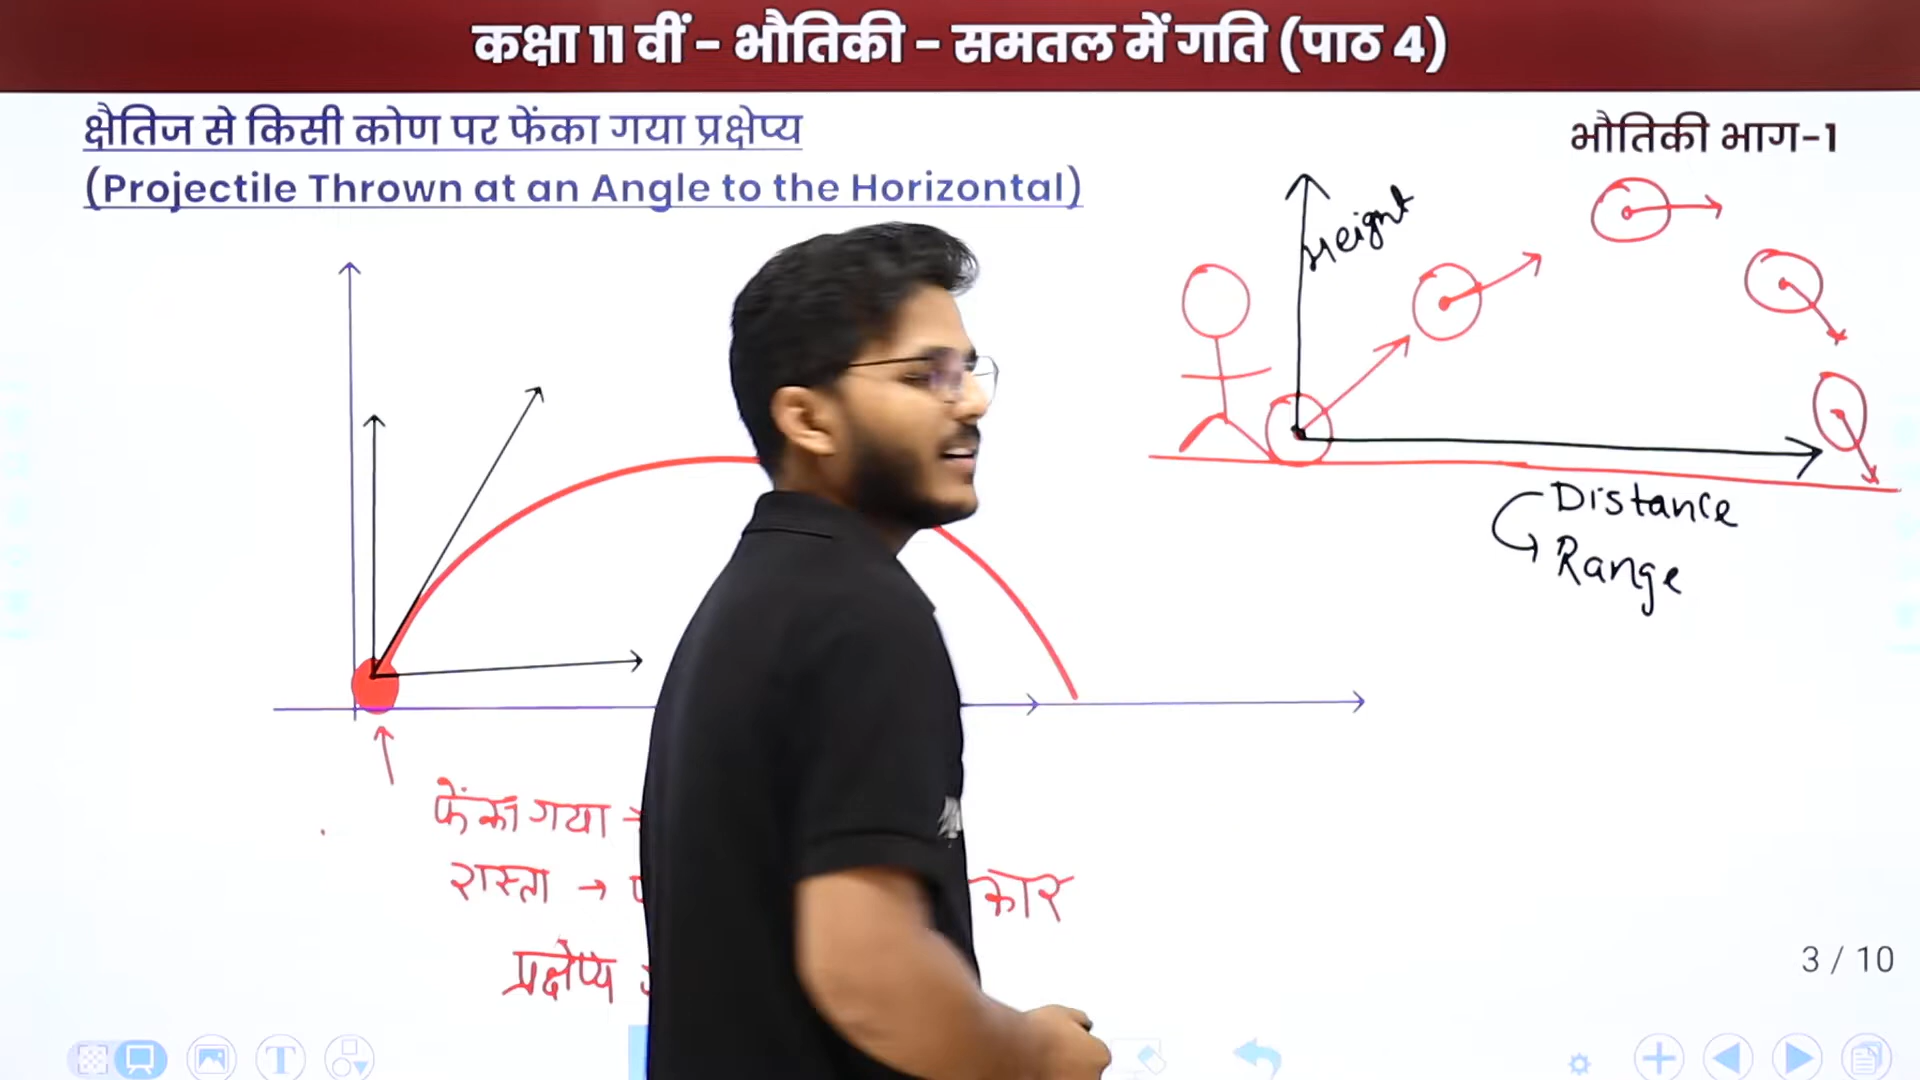 कक्षा 11 वीं - भौतिकी - समतल में गति (पाठ 4)
क्षैतिज से किसी कोण पर फेंका गया प्रक्षेप्य
(Projectile Thrown at an Angle to the Horizontal)
भौतिकी भाग-1
Height
Distance
Range
फेंका गया →
रास्ता → कार
प्रक्षेप्य
3 / 10
T